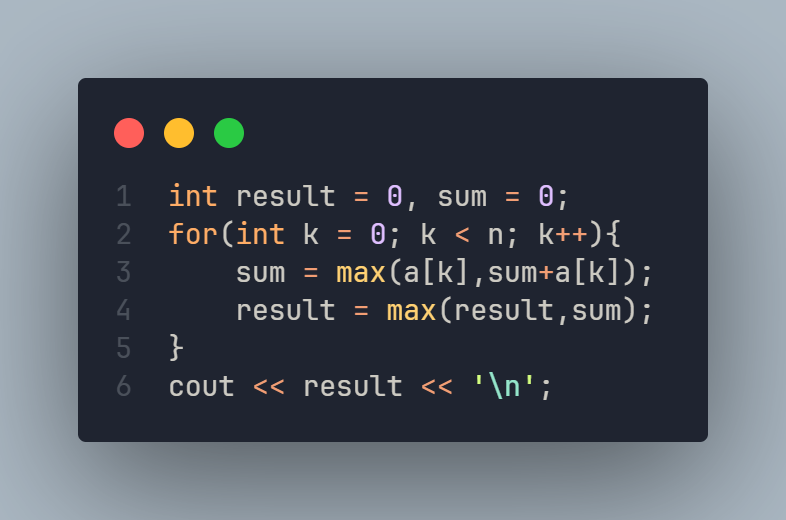 1 int result = 0, sum = 0;
2 for(int k = 0; k < n; k++){
3     sum = max(a[k],sum+a[k]);
4     result = max(result,sum);
5 }
6 cout << result << '\n';